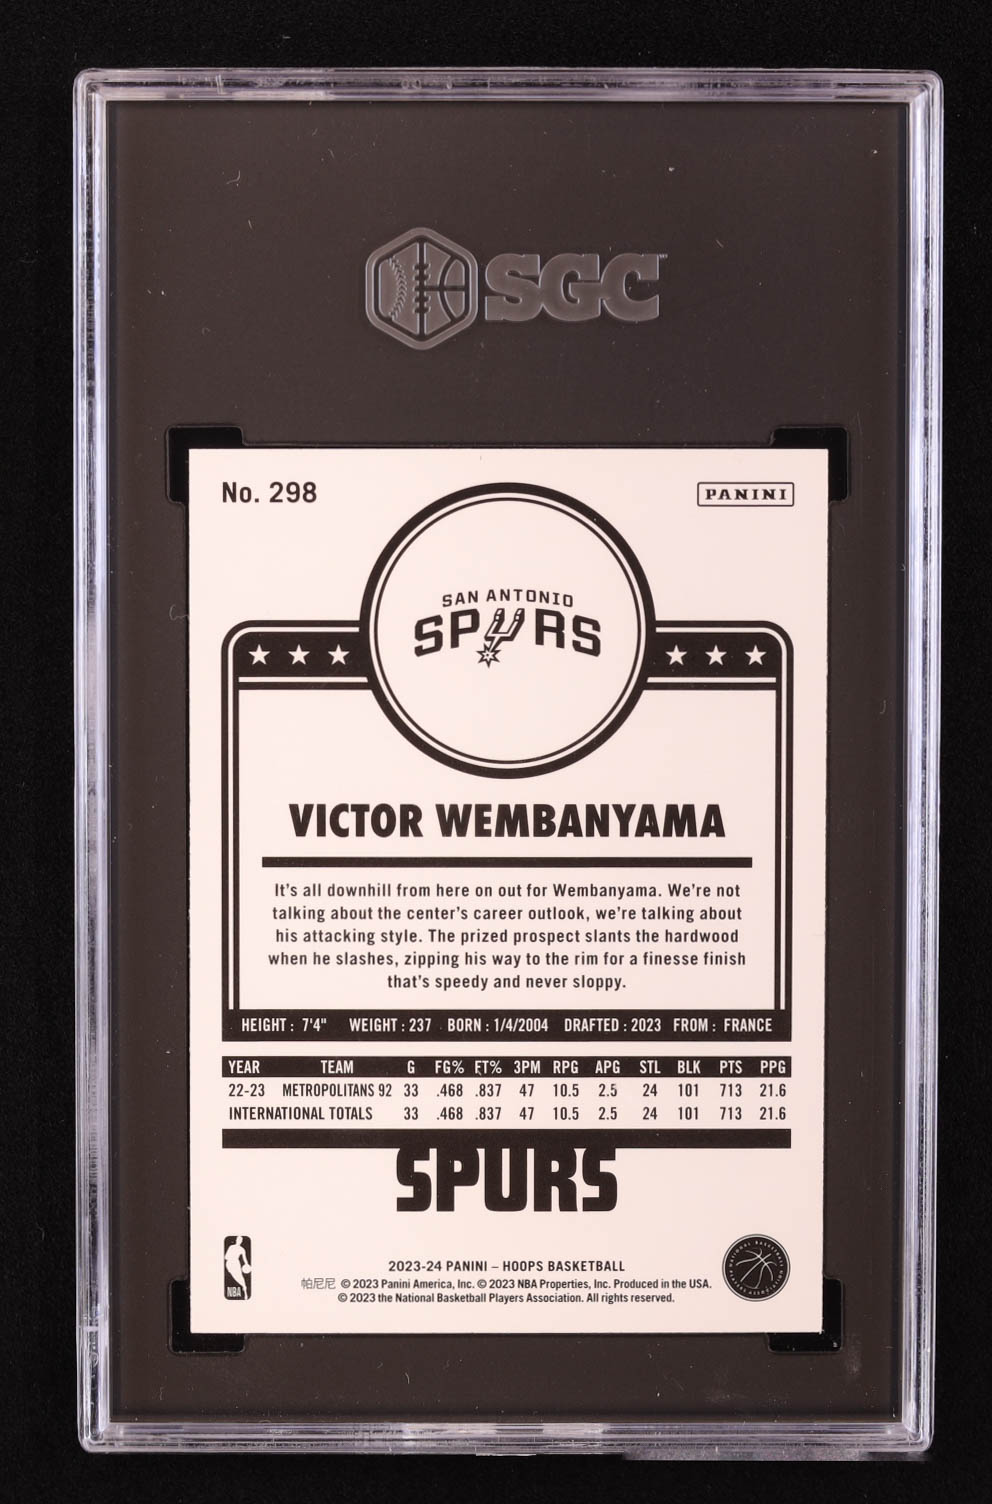 SGC
No. 298
PANINI
SAN ANTONIO
SPURS
VICTOR WEMBANYAMA
It's all downhill from here on out for Wembanyama. We're not
talking about the center's career outlook, we're talking about
his attacking style. The prized prospect slants the hardwood
when he slashes, zipping his way to the rim for a finesse finish
that's speedy and never sloppy.
HEIGHT : 7'4" WEIGHT : 237 BORN : 1/4/2004 DRAFTED : 2023 FROM : FRANCE
YEAR TEAM G FG% FT% 3PM RPG APG STL BLK PTS PPG
22-23 METROPOLITANS 92 33 .468 .837 47 10.5 2.5 24 101 713 21.6
INTERNATIONAL TOTALS 33 .468 .837 47 10.5 2.5 24 101 713 21.6
SPURS
NBA
NATIONAL BASKETBALL PLAYERS ASSOCIATION
2023-24 PANINI – HOOPS BASKETBALL
帕尼尼 © 2023 Panini America, Inc. © 2023 NBA Properties, Inc. Produced in the USA.
© 2023 the National Basketball Players Association. All rights reserved.